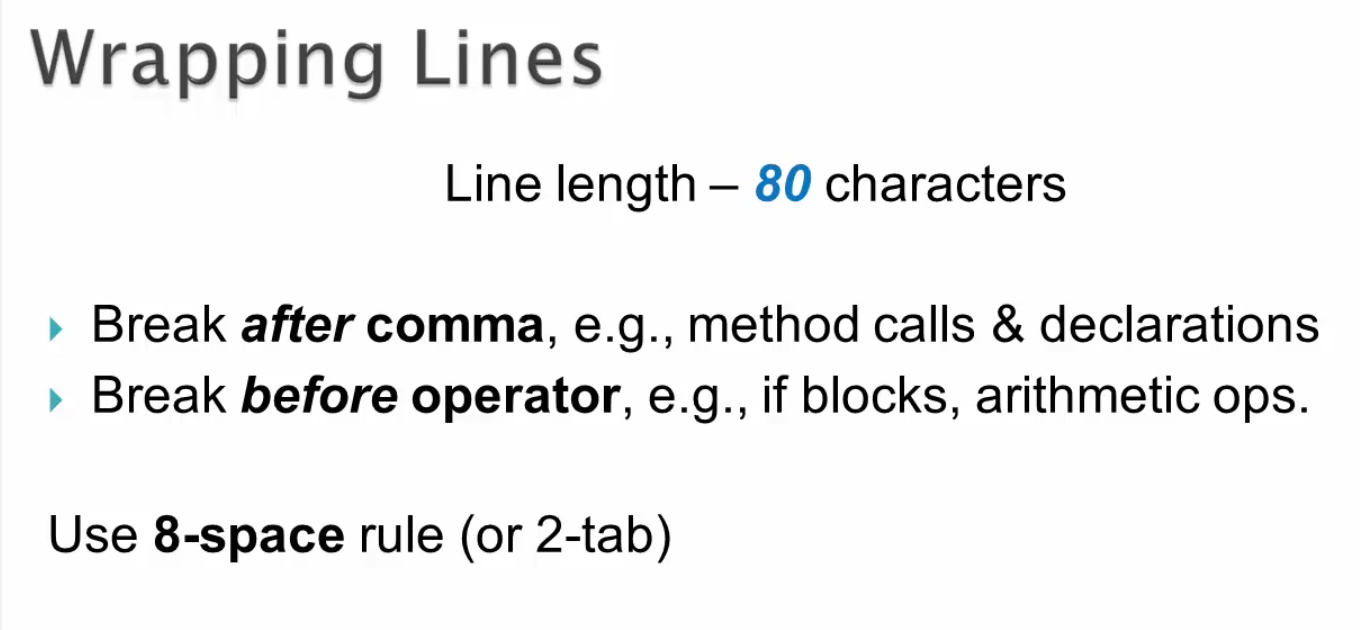 Wrapping Lines
Line length – 80 characters
Break after comma, e.g., method calls & declarations
Break before operator, e.g., if blocks, arithmetic ops.
Use 8-space rule (or 2-tab)